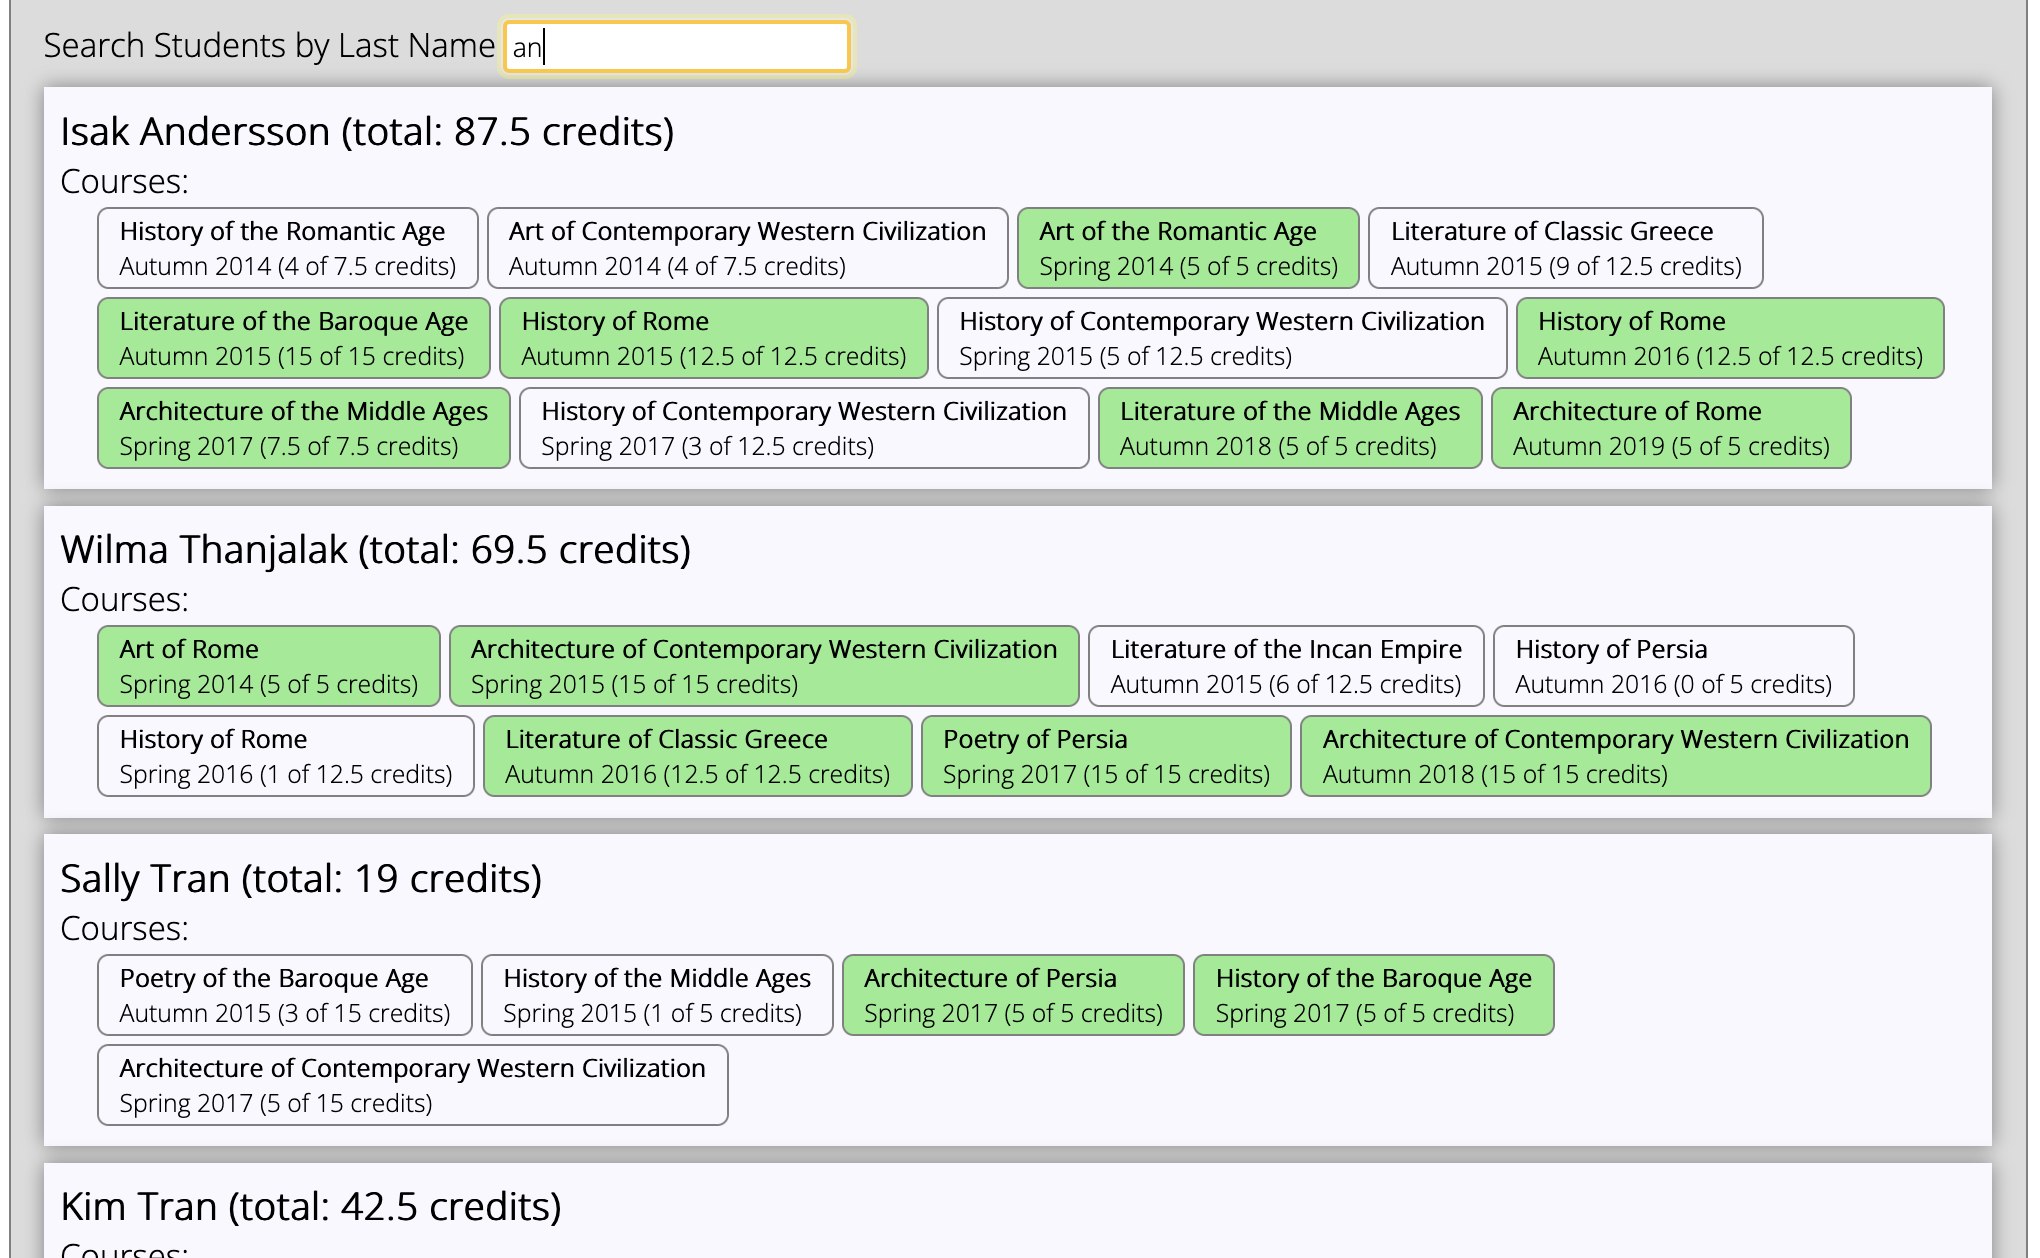 Search Students by Last Name an
Isak Andersson (total: 87.5 credits)
Courses:
History of the Romantic Age
Autumn 2014 (4 of 7.5 credits)
Art of Contemporary Western Civilization
Autumn 2014 (4 of 7.5 credits)
Art of the Romantic Age
Spring 2014 (5 of 5 credits)
Literature of Classic Greece
Autumn 2015 (9 of 12.5 credits)
Literature of the Baroque Age
Autumn 2015 (15 of 15 credits)
History of Rome
Autumn 2015 (12.5 of 12.5 credits)
History of Contemporary Western Civilization
Spring 2015 (5 of 12.5 credits)
History of Rome
Autumn 2016 (12.5 of 12.5 credits)
Architecture of the Middle Ages
Spring 2017 (7.5 of 7.5 credits)
History of Contemporary Western Civilization
Spring 2017 (3 of 12.5 credits)
Literature of the Middle Ages
Autumn 2018 (5 of 5 credits)
Architecture of Rome
Autumn 2019 (5 of 5 credits)
Wilma Thanjalak (total: 69.5 credits)
Courses:
Art of Rome
Spring 2014 (5 of 5 credits)
Architecture of Contemporary Western Civilization
Spring 2015 (15 of 15 credits)
Literature of the Incan Empire
Autumn 2015 (6 of 12.5 credits)
History of Persia
Autumn 2016 (0 of 5 credits)
History of Rome
Spring 2016 (1 of 12.5 credits)
Literature of Classic Greece
Autumn 2016 (12.5 of 12.5 credits)
Poetry of Persia
Spring 2017 (15 of 15 credits)
Architecture of Contemporary Western Civilization
Autumn 2018 (15 of 15 credits)
Sally Tran (total: 19 credits)
Courses:
Poetry of the Baroque Age
Autumn 2015 (3 of 15 credits)
History of the Middle Ages
Spring 2015 (1 of 5 credits)
Architecture of Persia
Spring 2017 (5 of 5 credits)
History of the Baroque Age
Spring 2017 (5 of 5 credits)
Architecture of Contemporary Western Civilization
Spring 2017 (5 of 15 credits)
Kim Tran (total: 42.5 credits)
Courses: